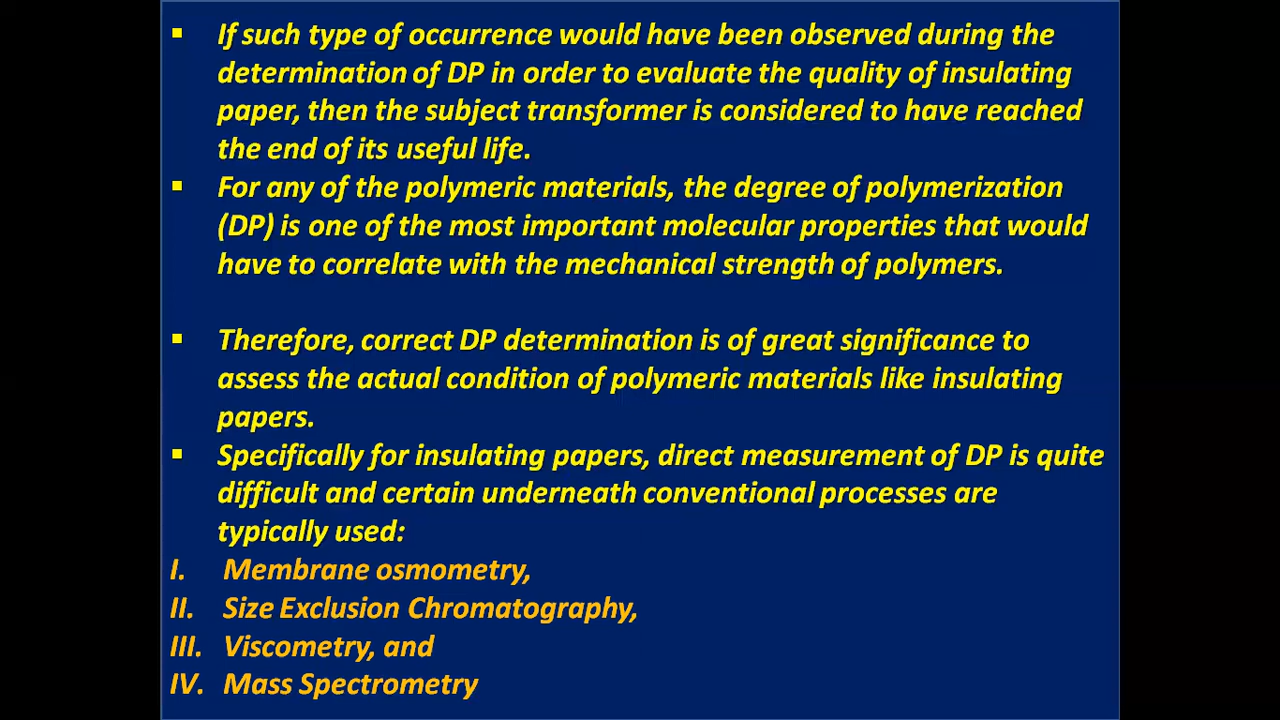 ▪ If such type of occurrence would have been observed during the
determination of DP in order to evaluate the quality of insulating
paper, then the subject transformer is considered to have reached
the end of its useful life.
▪ For any of the polymeric materials, the degree of polymerization
(DP) is one of the most important molecular properties that would
have to correlate with the mechanical strength of polymers.
▪ Therefore, correct DP determination is of great significance to
assess the actual condition of polymeric materials like insulating
papers.
▪ Specifically for insulating papers, direct measurement of DP is quite
difficult and certain underneath conventional processes are
typically used:
I. Membrane osmometry,
II. Size Exclusion Chromatography,
III. Viscometry, and
IV. Mass Spectrometry